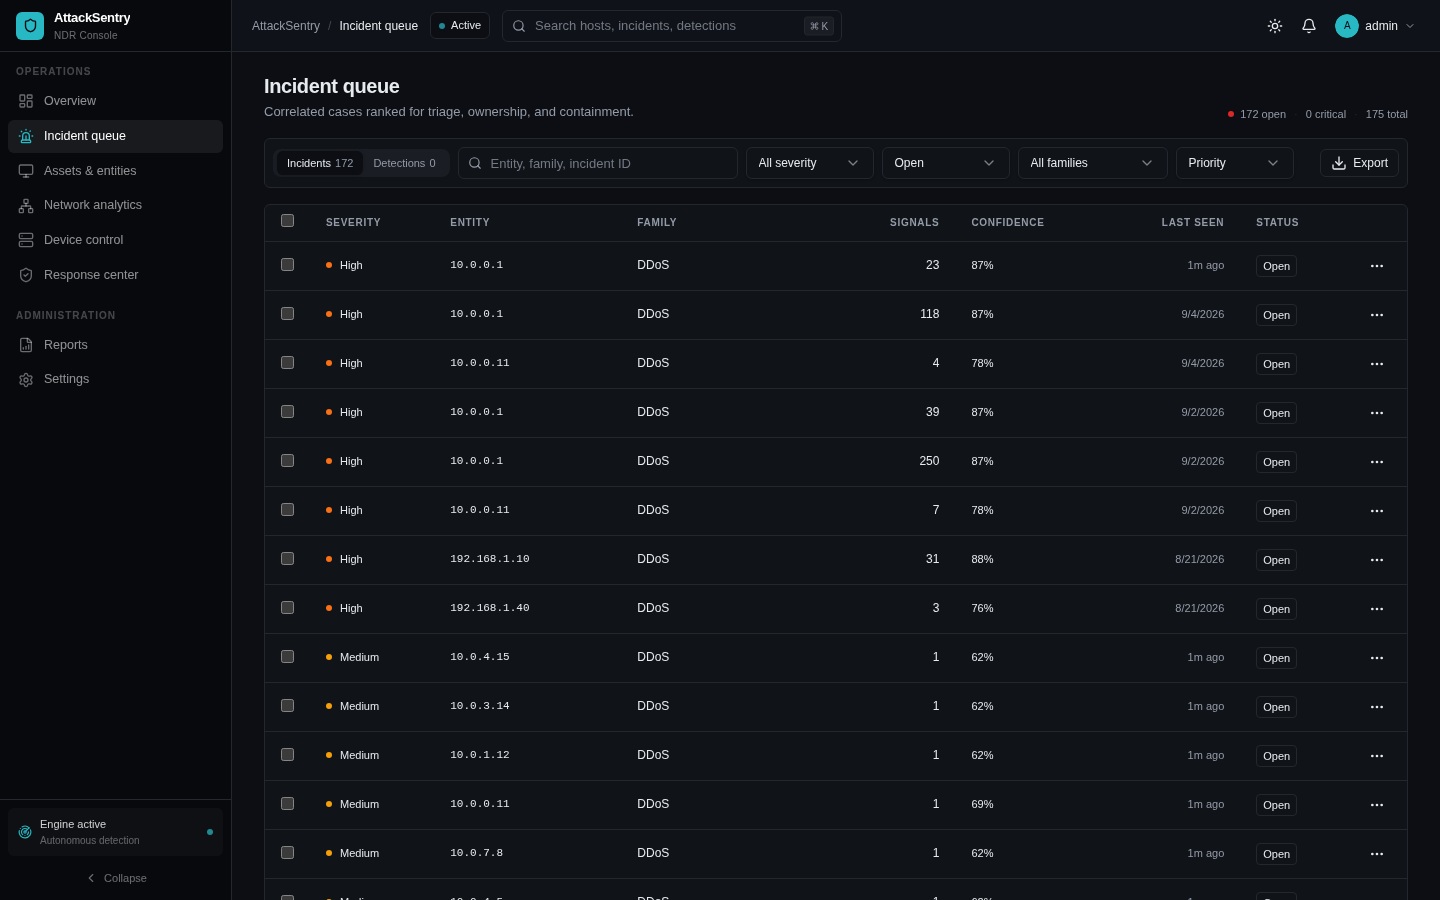 AttackSentry
NDR Console
AttackSentry / Incident queue
Active
Search hosts, incidents, detections
⌘ K
A
admin
OPERATIONS
Overview
Incident queue
Assets & entities
Network analytics
Device control
Response center
ADMINISTRATION
Reports
Settings
Engine active
Autonomous detection
Collapse
Incident queue
Correlated cases ranked for triage, ownership, and containment.
172 open · 0 critical · 175 total
Incidents 172 Detections 0
Entity, family, incident ID
All severity
Open
All families
Priority
Export
SEVERITY ENTITY FAMILY SIGNALS CONFIDENCE LAST SEEN STATUS
High 10.0.0.1 DDoS 23 87% 1m ago Open
High 10.0.0.1 DDoS 118 87% 9/4/2026 Open
High 10.0.0.11 DDoS 4 78% 9/4/2026 Open
High 10.0.0.1 DDoS 39 87% 9/2/2026 Open
High 10.0.0.1 DDoS 250 87% 9/2/2026 Open
High 10.0.0.11 DDoS 7 78% 9/2/2026 Open
High 192.168.1.10 DDoS 31 88% 8/21/2026 Open
High 192.168.1.40 DDoS 3 76% 8/21/2026 Open
Medium 10.0.4.15 DDoS 1 62% 1m ago Open
Medium 10.0.3.14 DDoS 1 62% 1m ago Open
Medium 10.0.1.12 DDoS 1 62% 1m ago Open
Medium 10.0.0.11 DDoS 1 69% 1m ago Open
Medium 10.0.7.8 DDoS 1 62% 1m ago Open